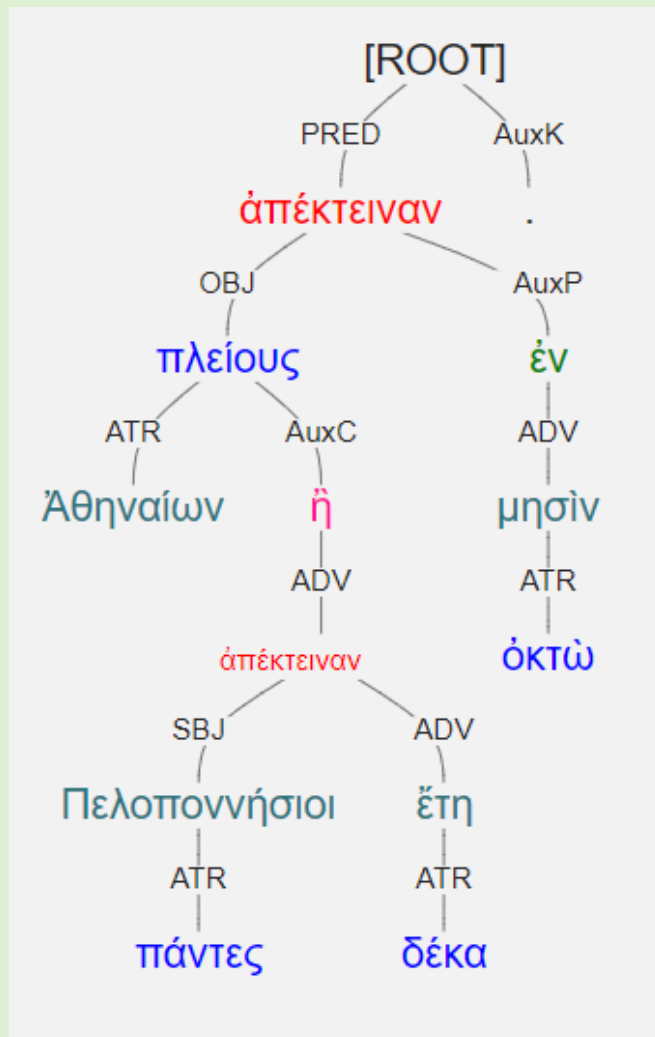 [ROOT]
PRED AuxK
ἀπέκτειναν .
OBJ AuxP
πλείους ἐν
ATR AuxC ADV
Ἀθηναίων ἢ μησὶν
ADV ATR
ἀπέκτειναν ὀκτὼ
SBJ ADV
Πελοποννήσιοι ἔτη
ATR ATR
πάντες δέκα